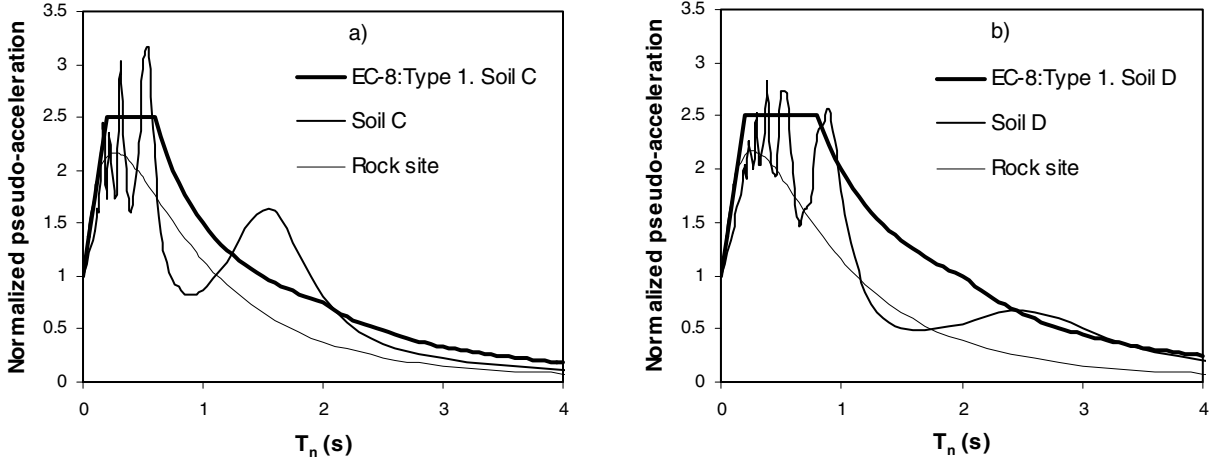 a)
Normalized pseudo-acceleration
3.5
3
2.5
2
1.5
1
0.5
0
EC-8:Type 1. Soil C
Soil C
Rock site
0 1 2 3 4
Tn (s)
b)
Normalized pseudo-acceleration
3.5
3
2.5
2
1.5
1
0.5
0
EC-8:Type 1. Soil D
Soil D
Rock site
0 1 2 3 4
Tn (s)